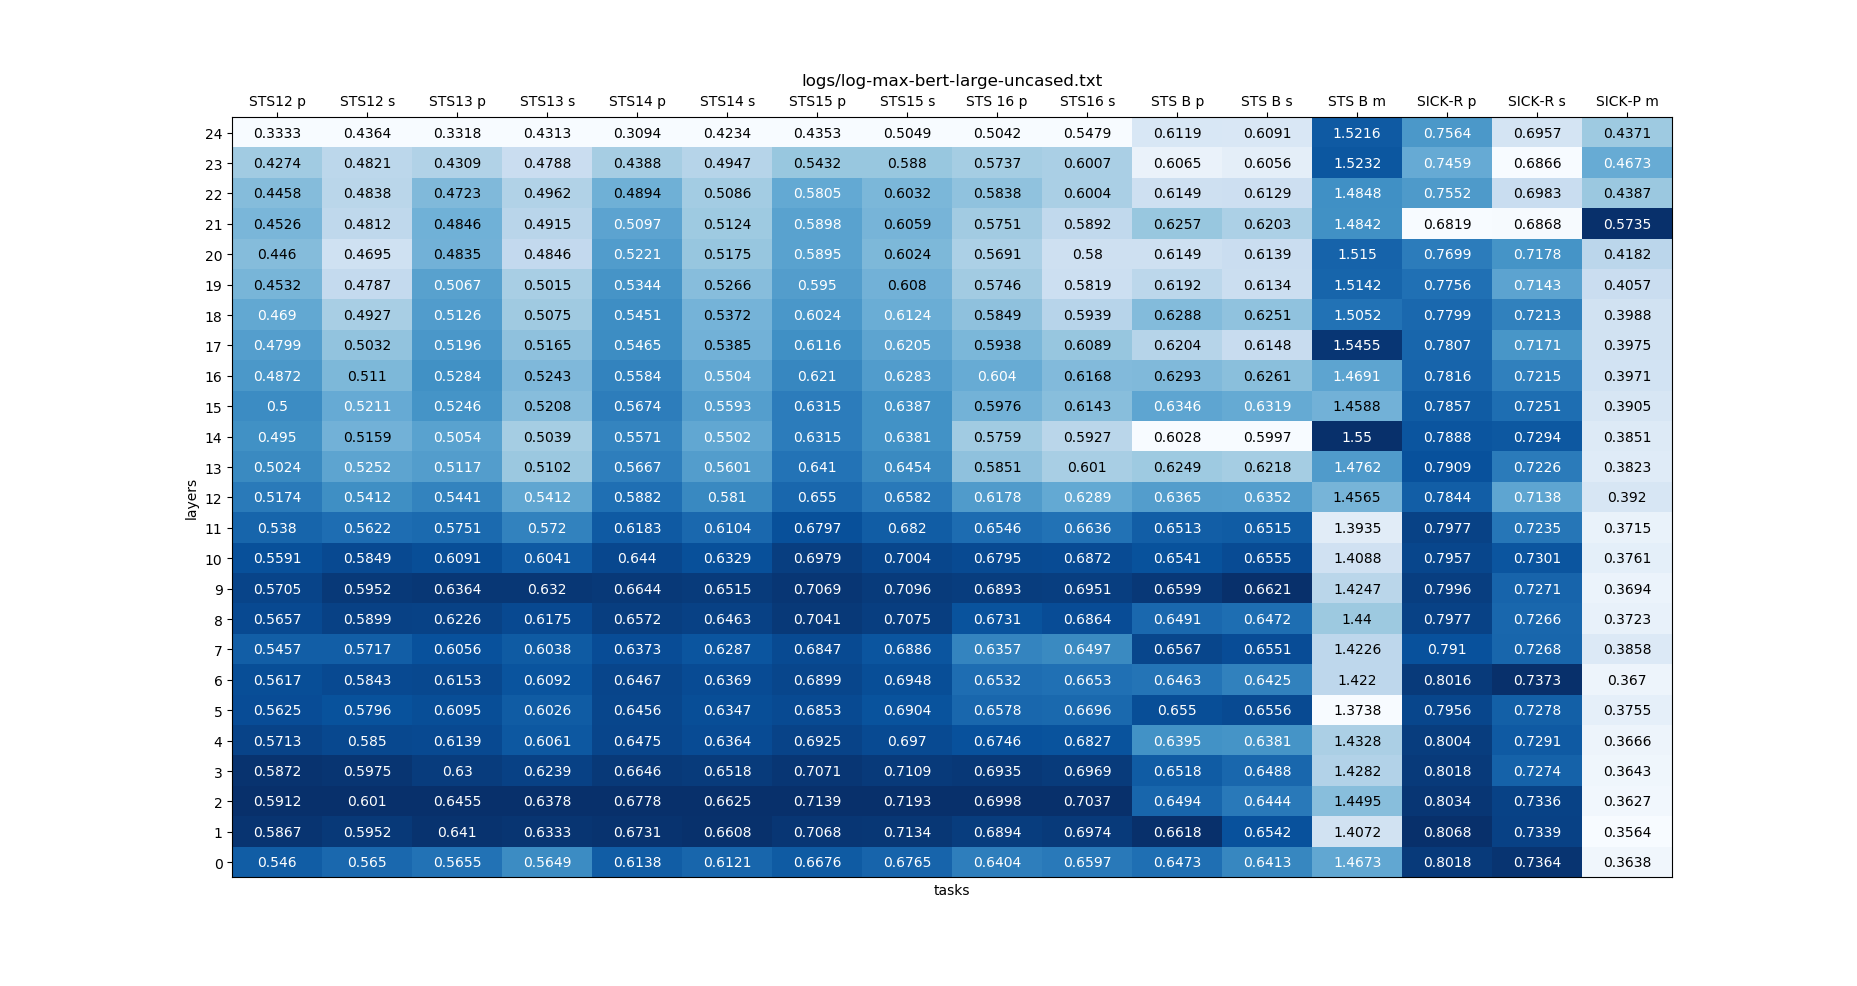 logs/log-max-bert-large-uncased.txt
STS12 p STS12 s STS13 p STS13 s STS14 p STS14 s STS15 p STS15 s STS 16 p STS16 s STS B p STS B s STS B m SICK-R p SICK-R s SICK-P m
24 0.3333 0.4364 0.3318 0.4313 0.3094 0.4234 0.4353 0.5049 0.5042 0.5479 0.6119 0.6091 1.5216 0.7564 0.6957 0.4371
23 0.4274 0.4821 0.4309 0.4788 0.4388 0.4947 0.5432 0.588 0.5737 0.6007 0.6065 0.6056 1.5232 0.7459 0.6866 0.4673
22 0.4458 0.4838 0.4723 0.4962 0.4894 0.5086 0.5805 0.6032 0.5838 0.6004 0.6149 0.6129 1.4848 0.7552 0.6983 0.4387
21 0.4526 0.4812 0.4846 0.4915 0.5097 0.5124 0.5898 0.6059 0.5751 0.5892 0.6257 0.6203 1.4842 0.6819 0.6868 0.5735
20 0.446 0.4695 0.4835 0.4846 0.5221 0.5175 0.5895 0.6024 0.5691 0.58 0.6149 0.6139 1.515 0.7699 0.7178 0.4182
19 0.4532 0.4787 0.5067 0.5015 0.5344 0.5266 0.595 0.608 0.5746 0.5819 0.6192 0.6134 1.5142 0.7756 0.7143 0.4057
18 0.469 0.4927 0.5126 0.5075 0.5451 0.5372 0.6024 0.6124 0.5849 0.5939 0.6288 0.6251 1.5052 0.7799 0.7213 0.3988
17 0.4799 0.5032 0.5196 0.5165 0.5465 0.5385 0.6116 0.6205 0.5938 0.6089 0.6204 0.6148 1.5455 0.7807 0.7171 0.3975
16 0.4872 0.511 0.5284 0.5243 0.5584 0.5504 0.621 0.6283 0.604 0.6168 0.6293 0.6261 1.4691 0.7816 0.7215 0.3971
15 0.5 0.5211 0.5246 0.5208 0.5674 0.5593 0.6315 0.6387 0.5976 0.6143 0.6346 0.6319 1.4588 0.7857 0.7251 0.3905
14 0.495 0.5159 0.5054 0.5039 0.5571 0.5502 0.6315 0.6381 0.5759 0.5927 0.6028 0.5997 1.55 0.7888 0.7294 0.3851
13 0.5024 0.5252 0.5117 0.5102 0.5667 0.5601 0.641 0.6454 0.5851 0.601 0.6249 0.6218 1.4762 0.7909 0.7226 0.3823
12 0.5174 0.5412 0.5441 0.5412 0.5882 0.581 0.655 0.6582 0.6178 0.6289 0.6365 0.6352 1.4565 0.7844 0.7138 0.392
11 0.538 0.5622 0.5751 0.572 0.6183 0.6104 0.6797 0.682 0.6546 0.6636 0.6513 0.6515 1.3935 0.7977 0.7235 0.3715
10 0.5591 0.5849 0.6091 0.6041 0.644 0.6329 0.6979 0.7004 0.6795 0.6872 0.6541 0.6555 1.4088 0.7957 0.7301 0.3761
9 0.5705 0.5952 0.6364 0.632 0.6644 0.6515 0.7069 0.7096 0.6893 0.6951 0.6599 0.6621 1.4247 0.7996 0.7271 0.3694
8 0.5657 0.5899 0.6226 0.6175 0.6572 0.6463 0.7041 0.7075 0.6731 0.6864 0.6491 0.6472 1.44 0.7977 0.7266 0.3723
7 0.5457 0.5717 0.6056 0.6038 0.6373 0.6287 0.6847 0.6886 0.6357 0.6497 0.6567 0.6551 1.4226 0.791 0.7268 0.3858
6 0.5617 0.5843 0.6153 0.6092 0.6467 0.6369 0.6899 0.6948 0.6532 0.6653 0.6463 0.6425 1.422 0.8016 0.7373 0.367
5 0.5625 0.5796 0.6095 0.6026 0.6456 0.6347 0.6853 0.6904 0.6578 0.6696 0.655 0.6556 1.3738 0.7956 0.7278 0.3755
4 0.5713 0.585 0.6139 0.6061 0.6475 0.6364 0.6925 0.697 0.6746 0.6827 0.6395 0.6381 1.4328 0.8004 0.7291 0.3666
3 0.5872 0.5975 0.63 0.6239 0.6646 0.6518 0.7071 0.7109 0.6935 0.6969 0.6518 0.6488 1.4282 0.8018 0.7274 0.3643
2 0.5912 0.601 0.6455 0.6378 0.6778 0.6625 0.7139 0.7193 0.6998 0.7037 0.6494 0.6444 1.4495 0.8034 0.7336 0.3627
1 0.5867 0.5952 0.641 0.6333 0.6731 0.6608 0.7068 0.7134 0.6894 0.6974 0.6618 0.6542 1.4072 0.8068 0.7339 0.3564
0 0.546 0.565 0.5655 0.5649 0.6138 0.6121 0.6676 0.6765 0.6404 0.6597 0.6473 0.6413 1.4673 0.8018 0.7364 0.3638
layers
tasks